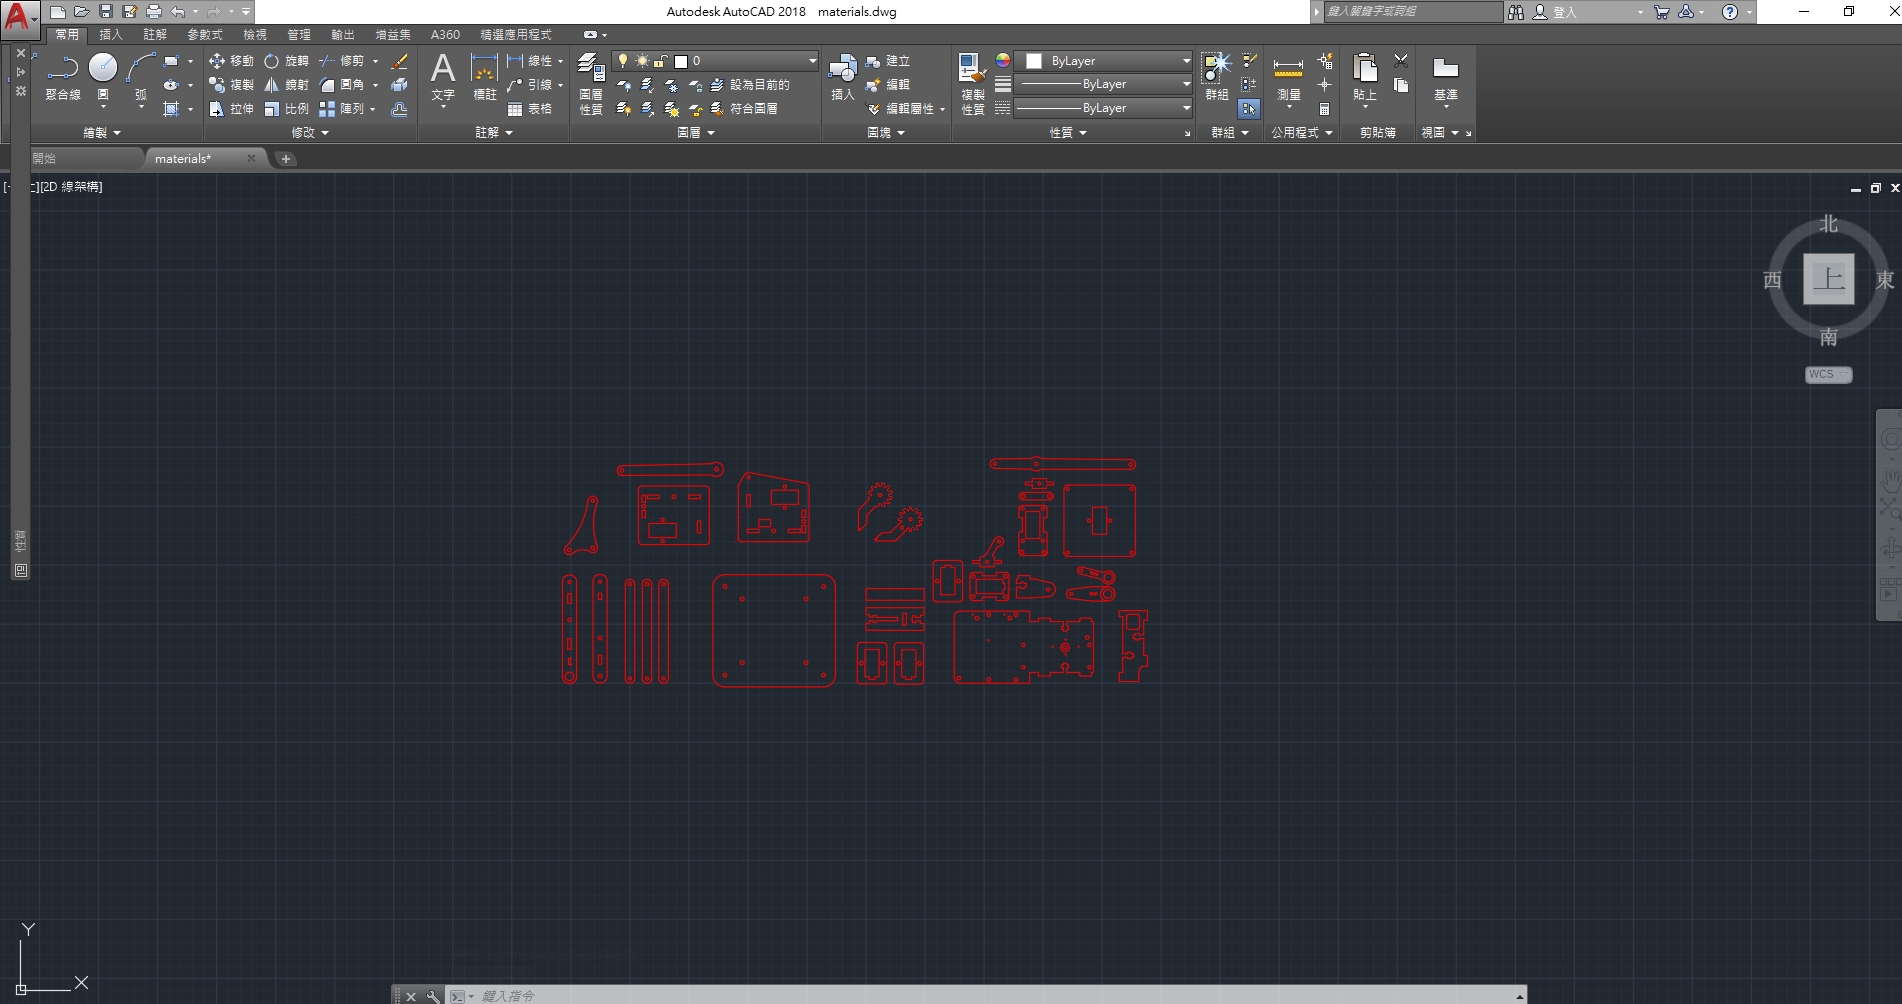 Autodesk AutoCAD 2018 materials.dwg
鍵入關鍵字或詞組
登入
常用 插入 註解 參數式 檢視 管理 輸出 增益集 A360 精選應用程式
聚合線 圓 弧
移動 旋轉 修剪
複製 鏡射 圓角
拉伸 比例 陣列
文字 標註
線性
引線
表格
圖層
性質
0
設為目前的
符合圖層
插入
建立
編輯
編輯屬性
複製
性質
ByLayer
ByLayer
ByLayer
群組 測量 貼上 基準
繪製 修改 註解 圖層 圖塊 性質 群組 公用程式 剪貼簿 視圖
開始 materials*
上][2D 線架構]
北
西 上 東
南
WCS
性質
Y
X
鍵入指令